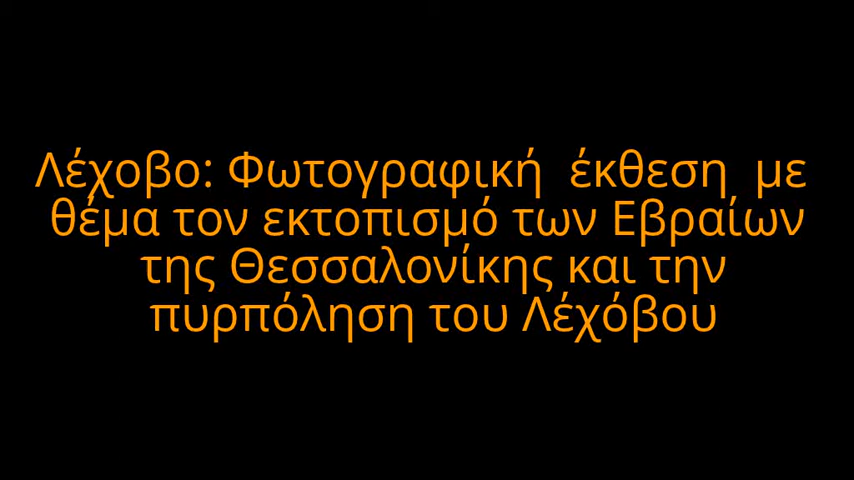 Λέχοβο: Φωτογραφική έκθεση με
θέμα τον εκτοπισμό των Εβραίων
της Θεσσαλονίκης και την
πυρπόληση του Λέχόβου